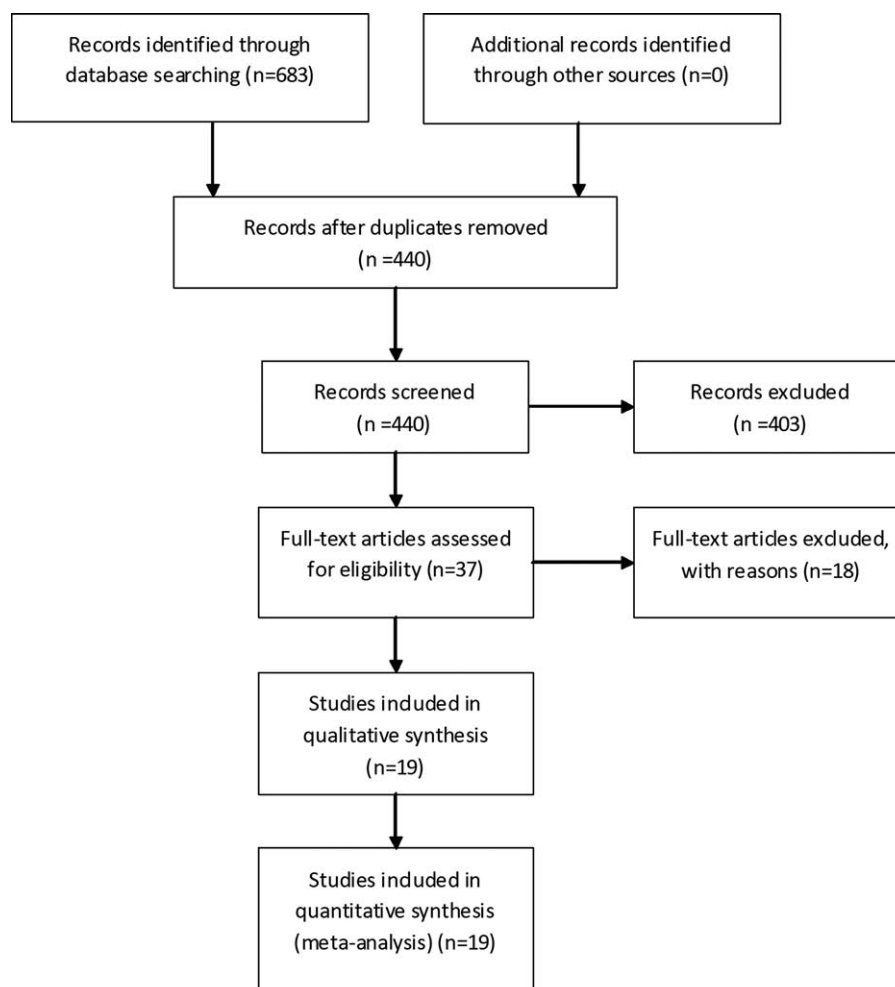 Records identified through
database searching (n=683)
Additional records identified
through other sources (n=0)
Records after duplicates removed
(n =440)
Records screened
(n =440)
Records excluded
(n =403)
Full-text articles assessed
for eligibility (n=37)
Full-text articles excluded,
with reasons (n=18)
Studies included in
qualitative synthesis
(n=19)
Studies included in
quantitative synthesis
(meta-analysis) (n=19)